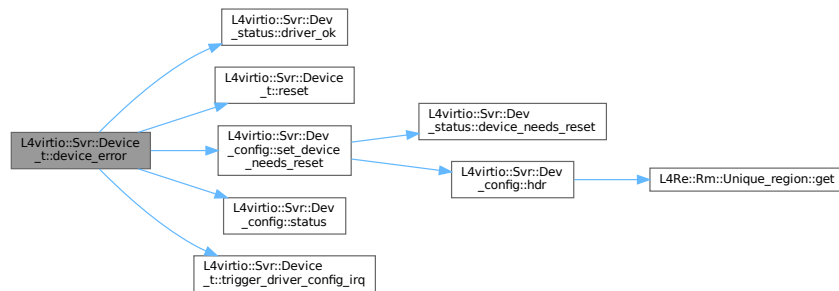 L4virtio::Svr::Dev
_status::driver_ok
L4virtio::Svr::Device
_t::reset
L4virtio::Svr::Device
_t::device_error
L4virtio::Svr::Dev
_config::set_device
_needs_reset
L4virtio::Svr::Dev
_status::device_needs_reset
L4virtio::Svr::Dev
_config::hdr
L4Re::Rm::Unique_region::get
L4virtio::Svr::Dev
_config::status
L4virtio::Svr::Device
_t::trigger_driver_config_irq